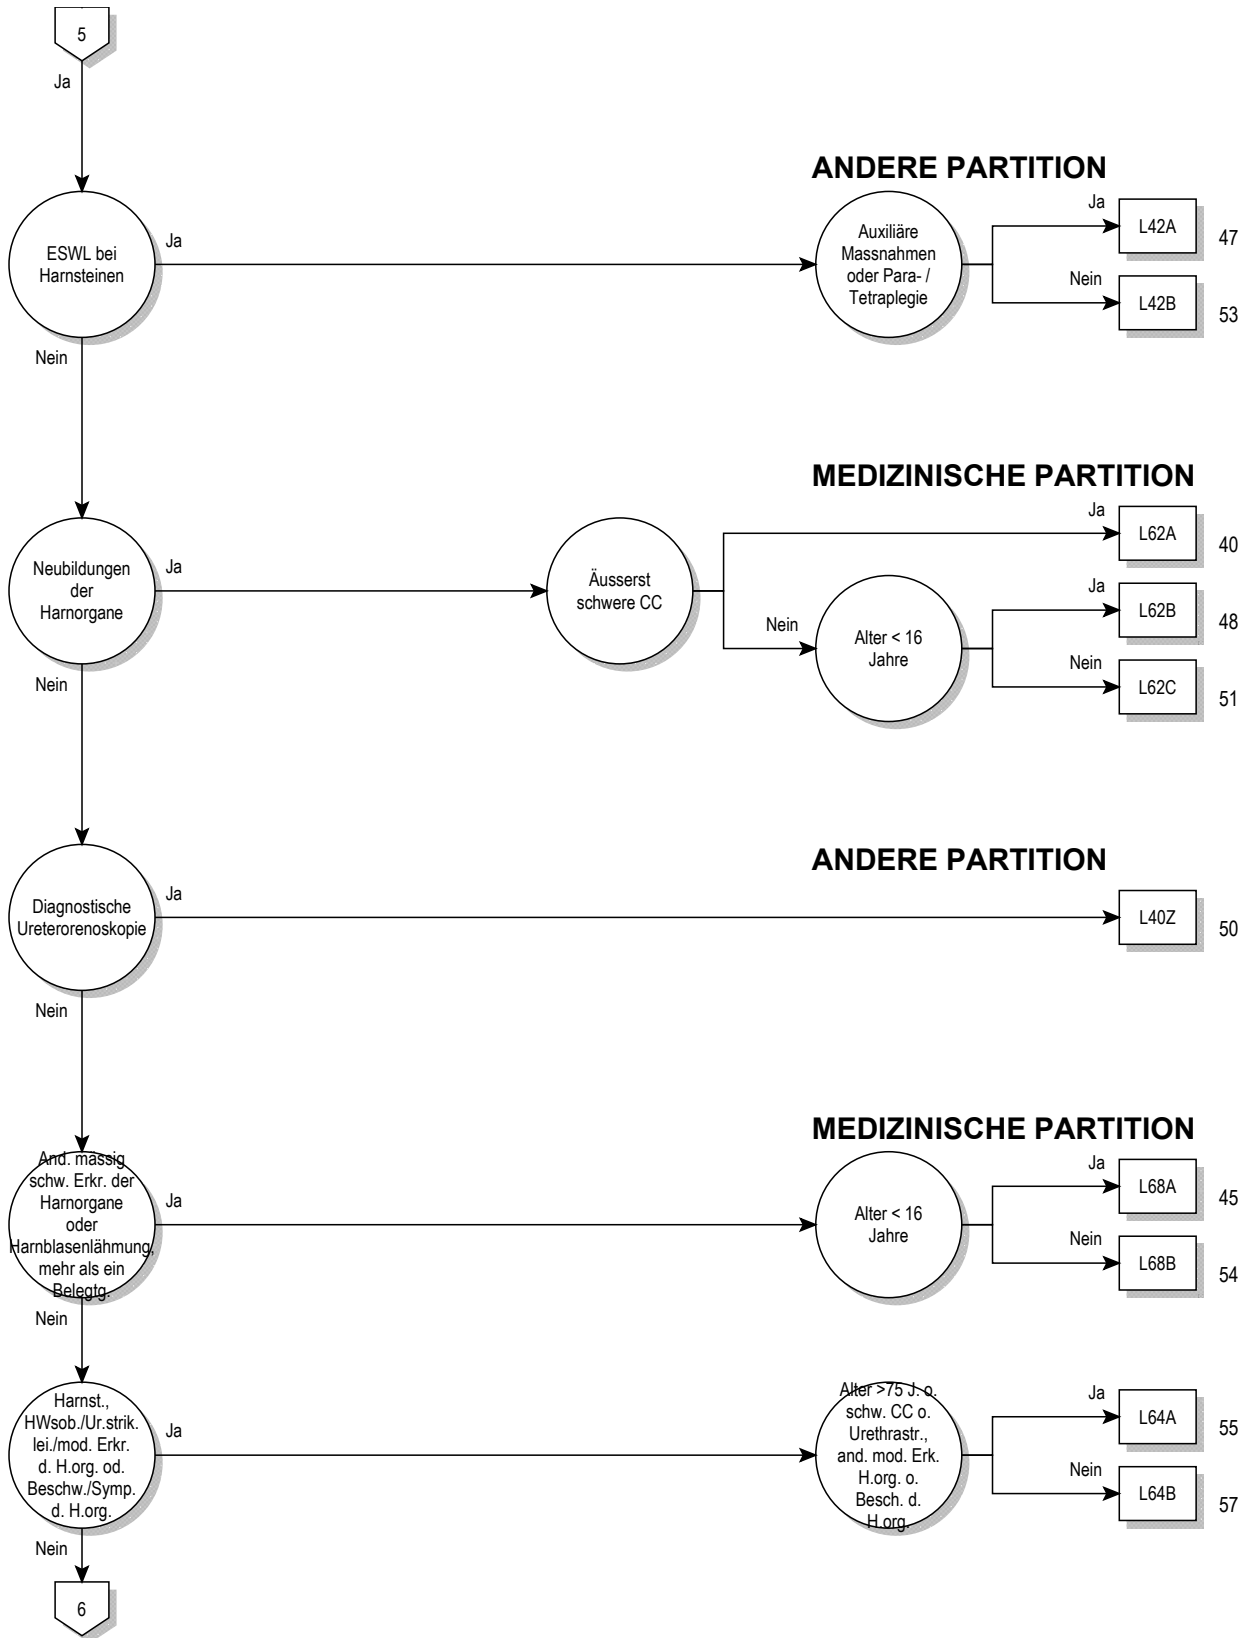 5
Ja
ANDERE PARTITION
ESWL bei
Harnsteinen
Ja
Auxiliäre
Massnahmen
oder Para- /
Tetraplegie
Ja
L42A
47
Nein
L42B
53
Nein
MEDIZINISCHE PARTITION
Neubildungen
der
Harnorgane
Ja
Äusserst
schwere CC
Ja
L62A
40
Nein
Alter < 16
Jahre
Ja
L62B
48
Nein
L62C
51
Nein
ANDERE PARTITION
Diagnostische
Ureterorenoskopie
Ja
L40Z
50
Nein
MEDIZINISCHE PARTITION
And. mässig
schw. Erkr. der
Harnorgane
oder
Harnblasenlähmung,
mehr als ein
Belegtg.
Ja
Alter < 16
Jahre
Ja
L68A
45
Nein
L68B
54
Nein
Harnst.,
HWsob./Ur.strik.
lei./mod. Erkr.
d. H.org. od.
Beschw./Symp.
d. H.org.
Ja
Alter >75 J. o.
schw. CC o.
Urethrastr.,
and. mod. Erk.
H.org. o.
Besch. d.
H.org.
Ja
L64A
55
Nein
L64B
57
Nein
6